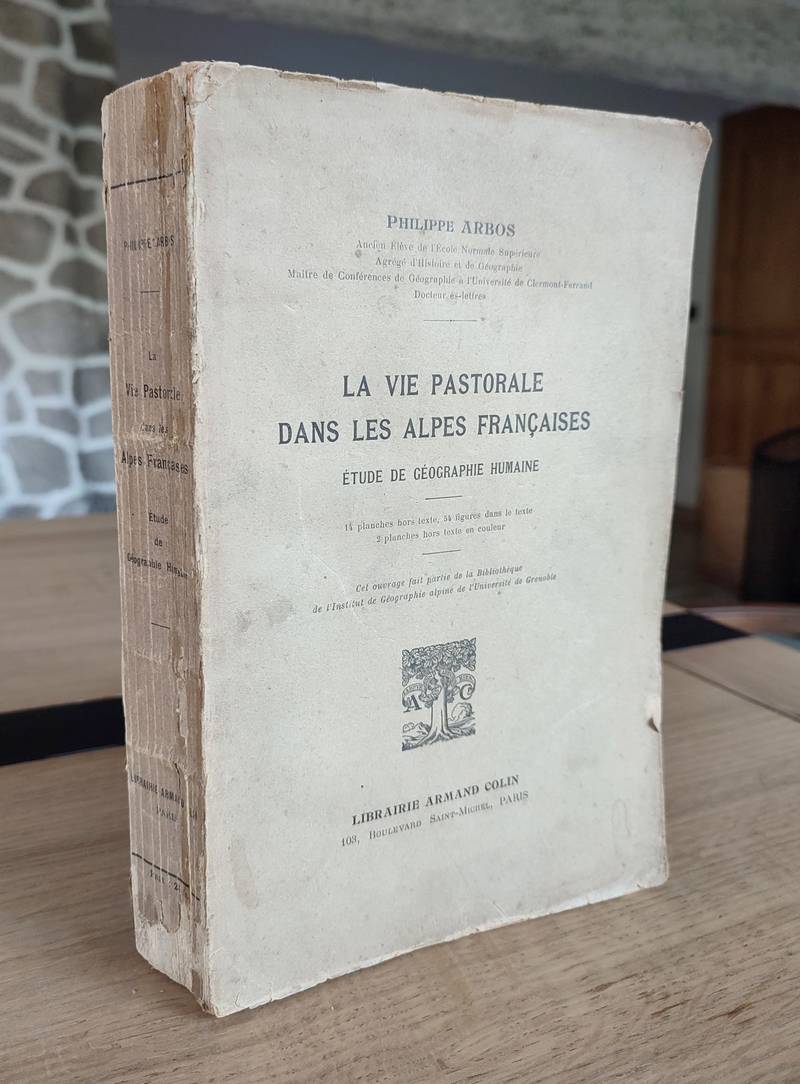 PHILIPPE ARBOS
La
Vie Pastorale
dans les
Alpes Françaises
Étude
de
Géographie Humaine
LIBRAIRIE ARMAND
PARIS
PHILIPPE ARBOS
Ancien Élève de l'École Normale Supérieure
Agrégé d'Histoire et de Géographie
Maître de Conférences de Géographie à l'Université de Clermont-Ferrand
Docteur ès-lettres
LA VIE PASTORALE
DANS LES ALPES FRANÇAISES
ÉTUDE DE GÉOGRAPHIE HUMAINE
14 planches hors texte, 54 figures dans le texte
2 planches hors texte en couleur
Cet ouvrage fait partie de la Bibliothèque
de l'Institut de Géographie alpine de l'Université de Grenoble
A C
LIBRAIRIE ARMAND COLIN
103, BOULEVARD SAINT-MICHEL, PARIS